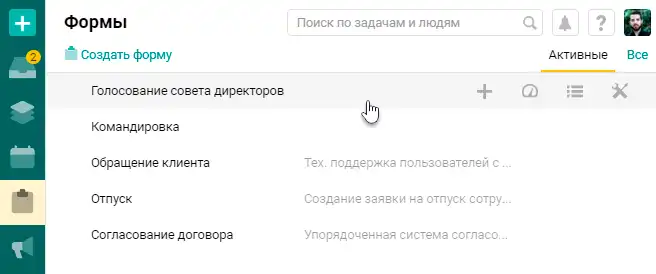 Формы
Поиск по задачам и людям
?
2
Создать форму
Активные
Все
Голосование совета директоров
Командировка
Обращение клиента
Тех. поддержка пользователей с ...
Отпуск
Создание заявки на отпуск сотру...
Согласование договора
Упорядоченная система согласо...